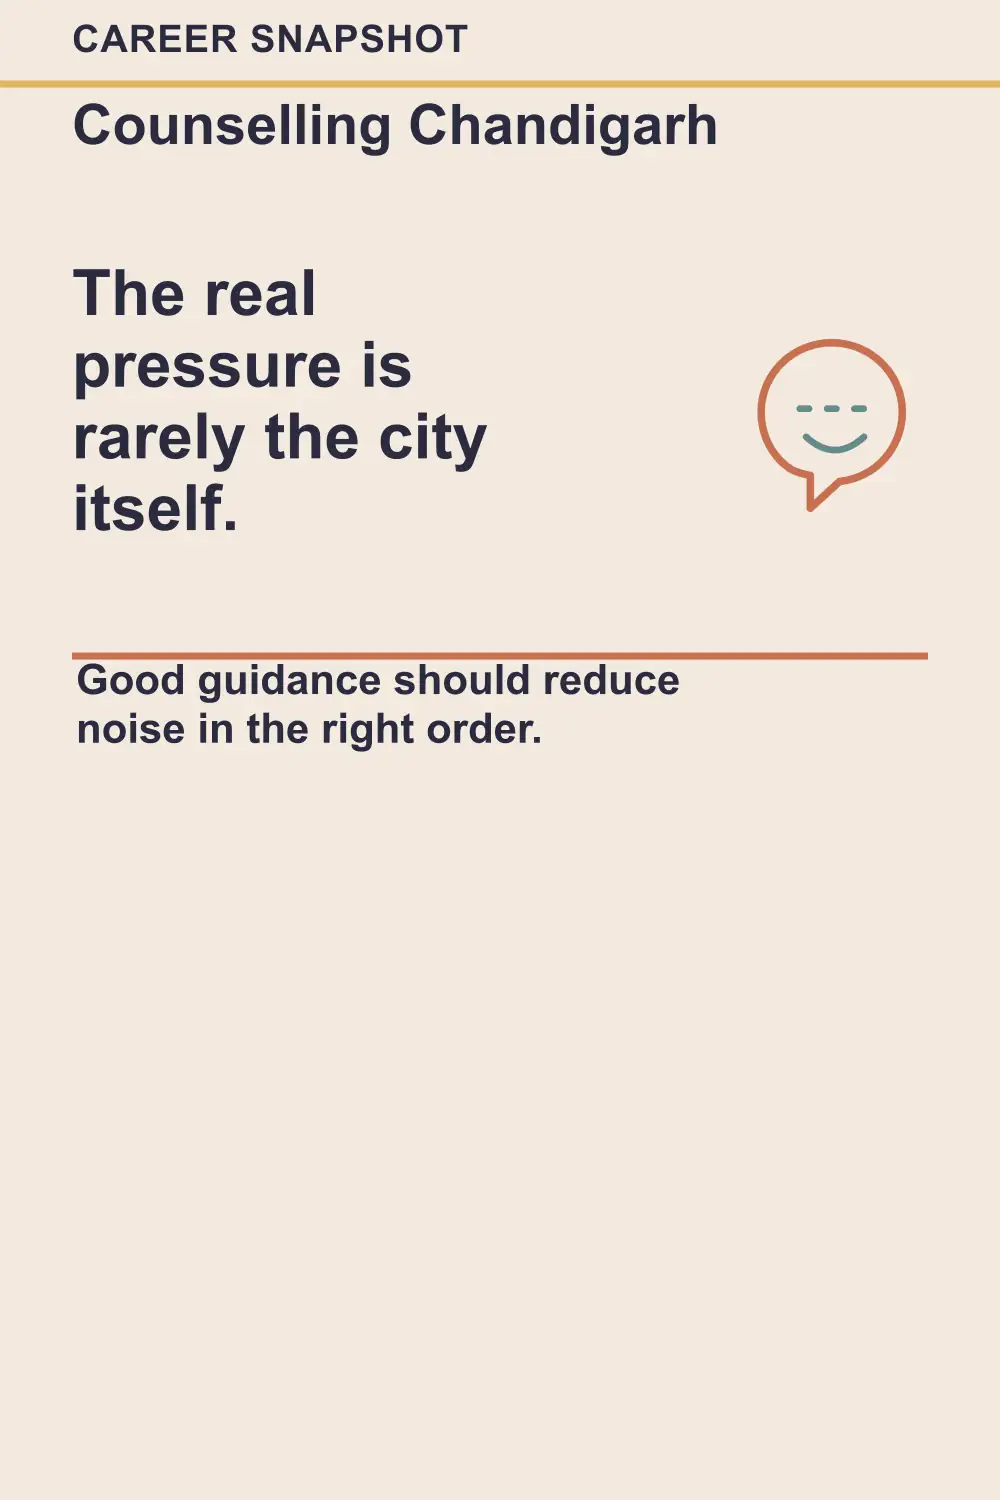 CAREER SNAPSHOT
Counselling Chandigarh
The real
pressure is
rarely the city
itself.
Good guidance should reduce
noise in the right order.